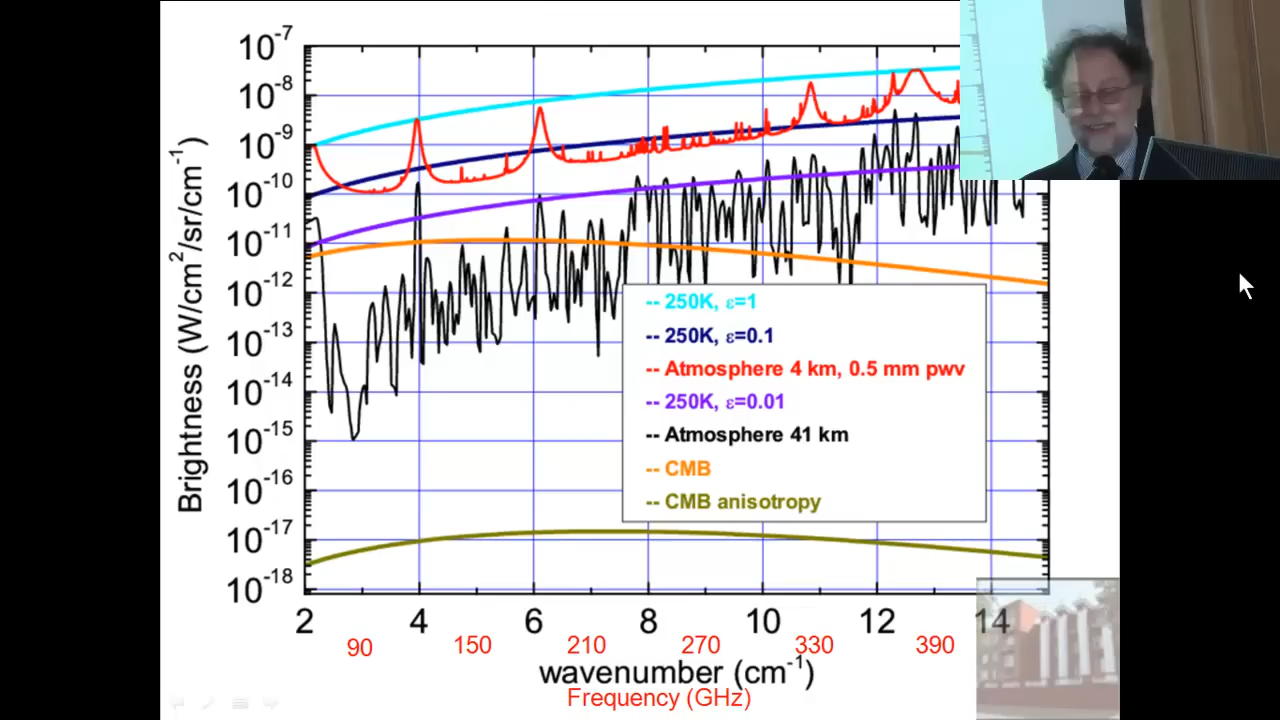 10-7
10-8
10-9
10-10
10-11
10-12
10-13
10-14
10-15
10-16
10-17
10-18
Brightness (W/cm2/sr/cm-1)
-- 250K, ε=1
-- 250K, ε=0.1
-- Atmosphere 4 km, 0.5 mm pwv
-- 250K, ε=0.01
-- Atmosphere 41 km
-- CMB
-- CMB anisotropy
2 4 6 8 10 12 14
90 150 210 270 330 390
wavenumber (cm-1)
Frequency (GHz)